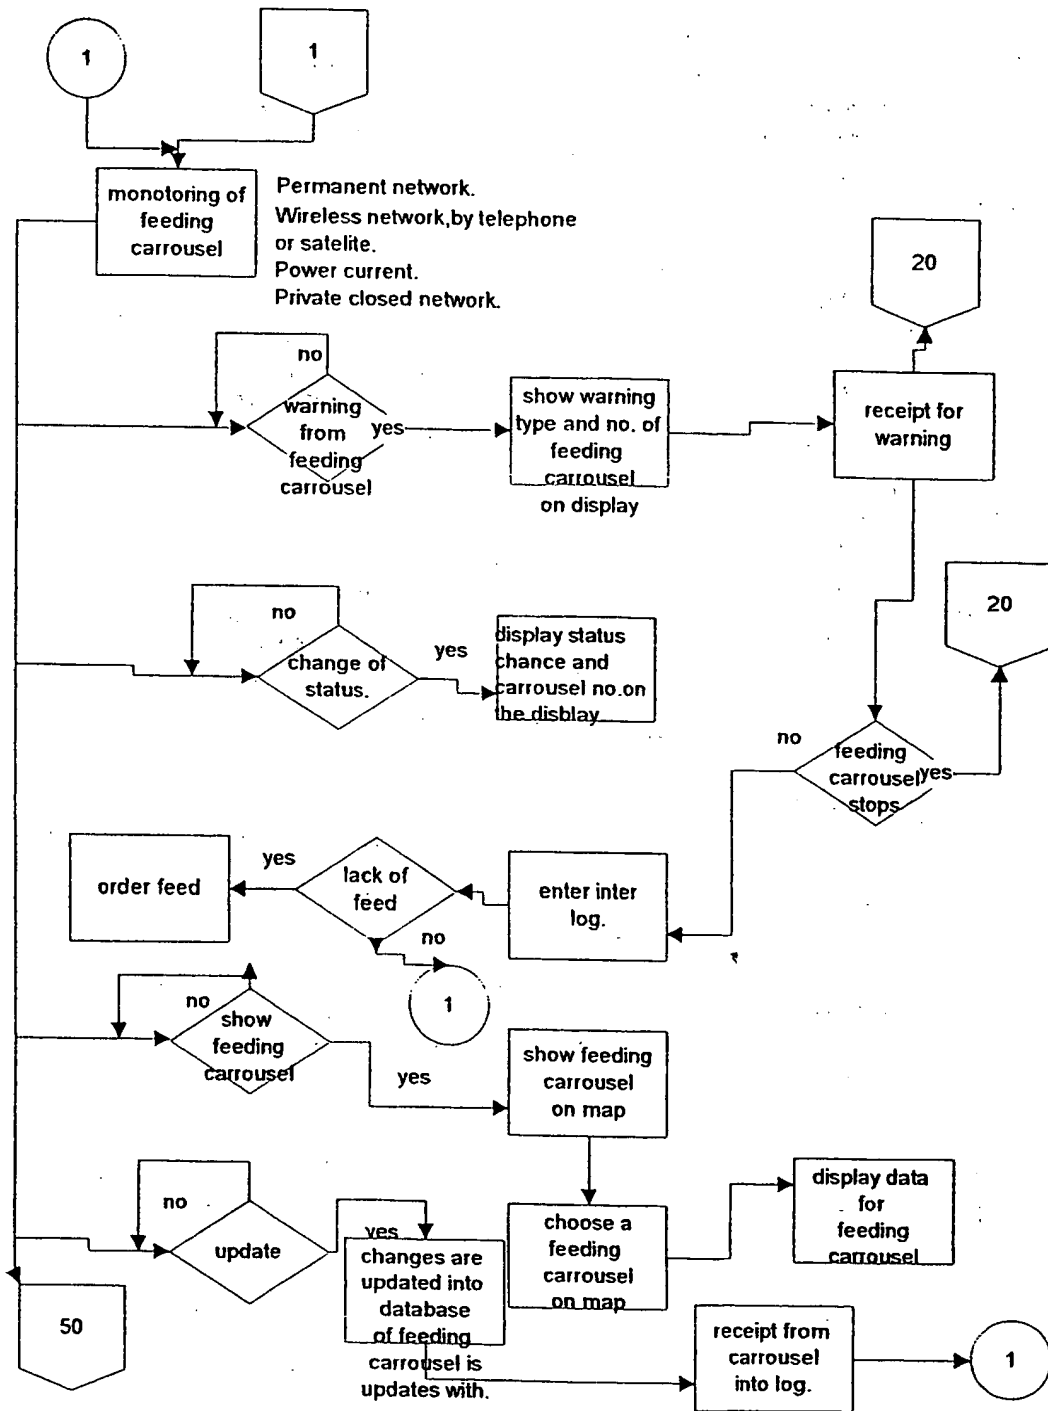 1
1
monotoring of
feeding
carrousel
Permanent network.
Wireless network,by telephone
or satelite.
Power current.
Private closed network.
20
no
warning
from
feeding
carrousel
yes
show warning
type and no. of
feeding
carrousel
on display
receipt for
warning
20
no
change of
status.
yes
display status
chance and
carrousel no.on
the disblay
no
feeding
carrousel
stops
yes
order feed
yes
lack of
feed
no
enter inter
log.
1
no
show
feeding
carrousel
yes
show feeding
carrousel
on map
no
update
yes
changes are
updated into
database
of feeding
carrousel is
updates with.
choose a
feeding
carrousel
on map
display data
for
feeding
carrousel
50
receipt from
carrousel
into log.
1